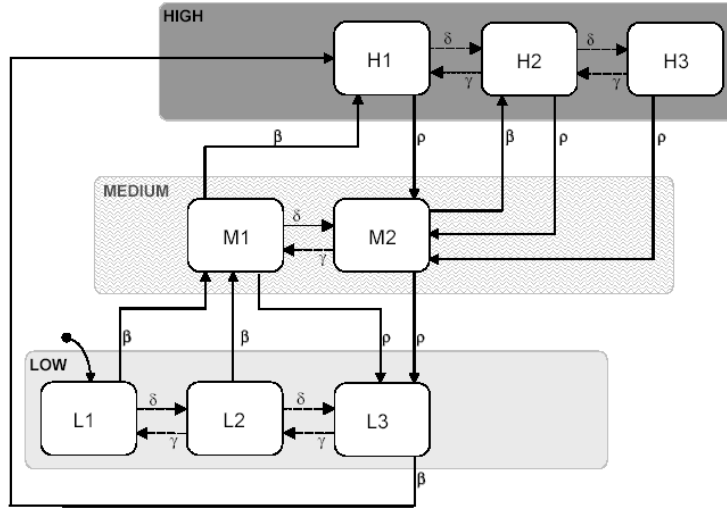 HIGH
δ δ
H1 H2 H3
γ γ
β ρ β ρ ρ
MEDIUM
δ
M1 M2
γ
β β ρ ρ
LOW
δ δ
L1 L2 L3
γ γ
β